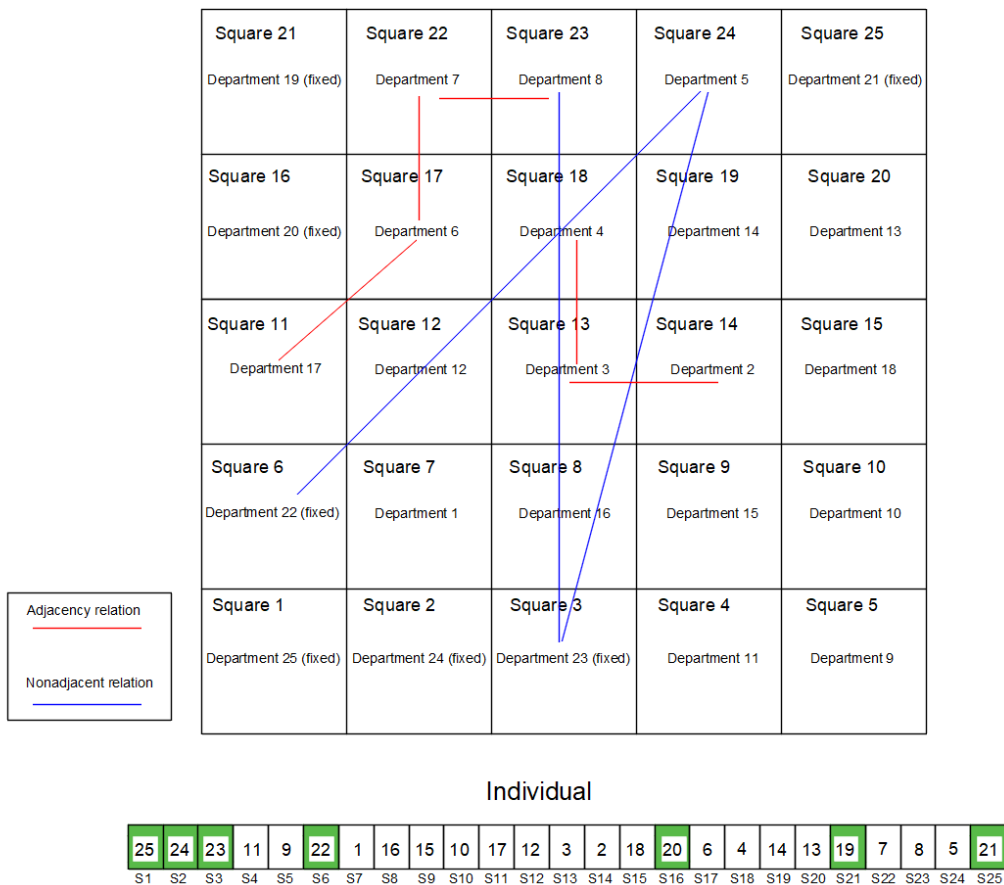 Square 21 Square 22 Square 23 Square 24 Square 25
Department 19 (fixed) Department 7 Department 8 Department 5 Department 21 (fixed)
Square 16 Square 17 Square 18 Square 19 Square 20
Department 20 (fixed) Department 6 Department 4 Department 14 Department 13
Square 11 Square 12 Square 13 Square 14 Square 15
Department 17 Department 12 Department 3 Department 2 Department 18
Square 6 Square 7 Square 8 Square 9 Square 10
Department 22 (fixed) Department 1 Department 16 Department 15 Department 10
Square 1 Square 2 Square 3 Square 4 Square 5
Department 25 (fixed) Department 24 (fixed) Department 23 (fixed) Department 11 Department 9
Adjacency relation
Nonadjacent relation
Individual
25 24 23 11 9 22 1 16 15 10 17 12 3 2 18 20 6 4 14 13 19 7 8 5 21
S1 S2 S3 S4 S5 S6 S7 S8 S9 S10 S11 S12 S13 S14 S15 S16 S17 S18 S19 S20 S21 S22 S23 S24 S25